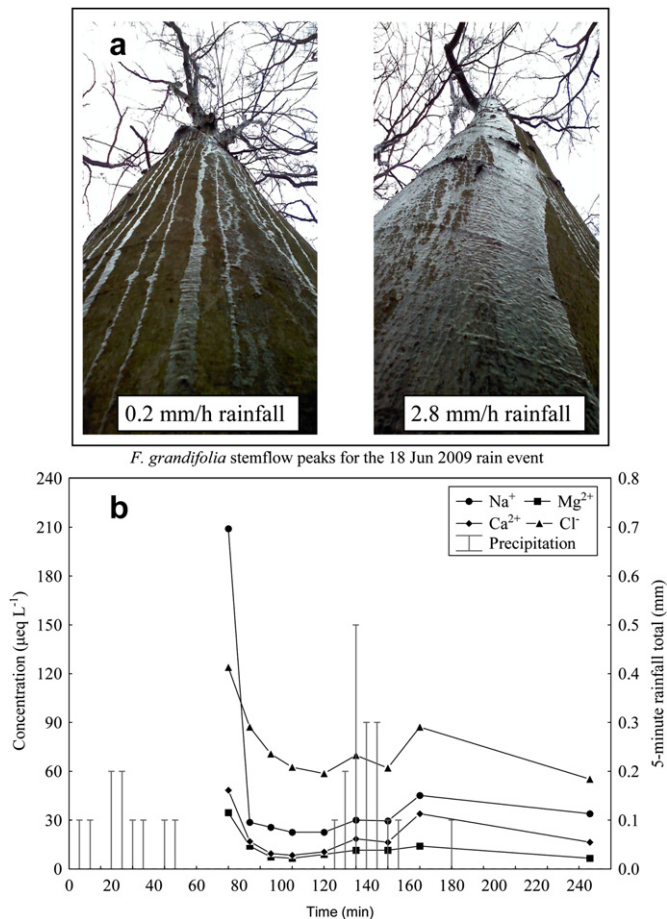 a
0.2 mm/h rainfall
2.8 mm/h rainfall
F. grandifolia stemflow peaks for the 18 Jun 2009 rain event
b
Na⁺ Mg²⁺
Ca²⁺ Cl⁻
Precipitation
Concentration (µeq L⁻¹)
240
210
180
150
120
90
60
30
0
5-minute rainfall total (mm)
0.8
0.7
0.6
0.5
0.4
0.3
0.2
0.1
0.0
0 20 40 60 80 100 120 140 160 180 200 220 240
Time (min)